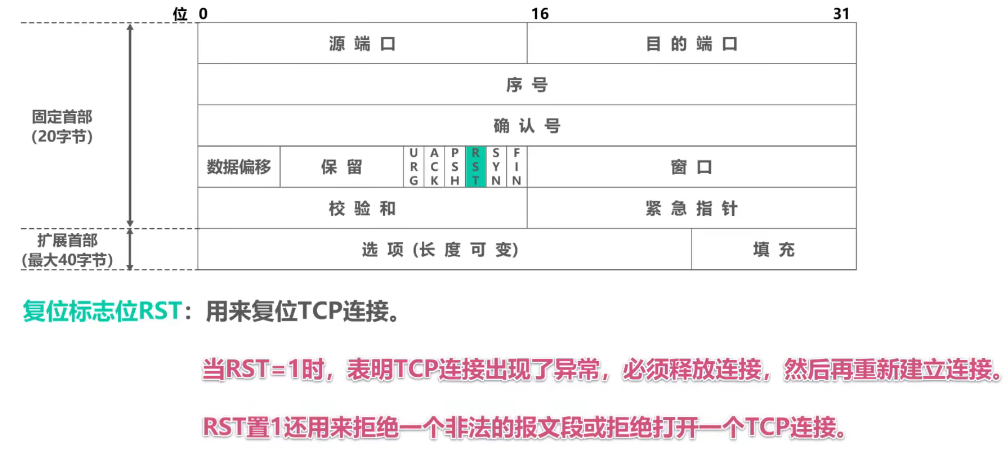 位 0 16 31
源端口 目的端口
序号
固定首部
(20字节)
确认号
数据偏移 保留 URG ACK PSH RST SYN FIN 窗口
校验和 紧急指针
扩展首部
(最大40字节)
选项(长度可变) 填充
复位标志位RST：用来复位TCP连接。
当RST=1时，表明TCP连接出现了异常，必须释放连接，然后再重新建立连接。
RST置1还用来拒绝一个非法的报文段或拒绝打开一个TCP连接。